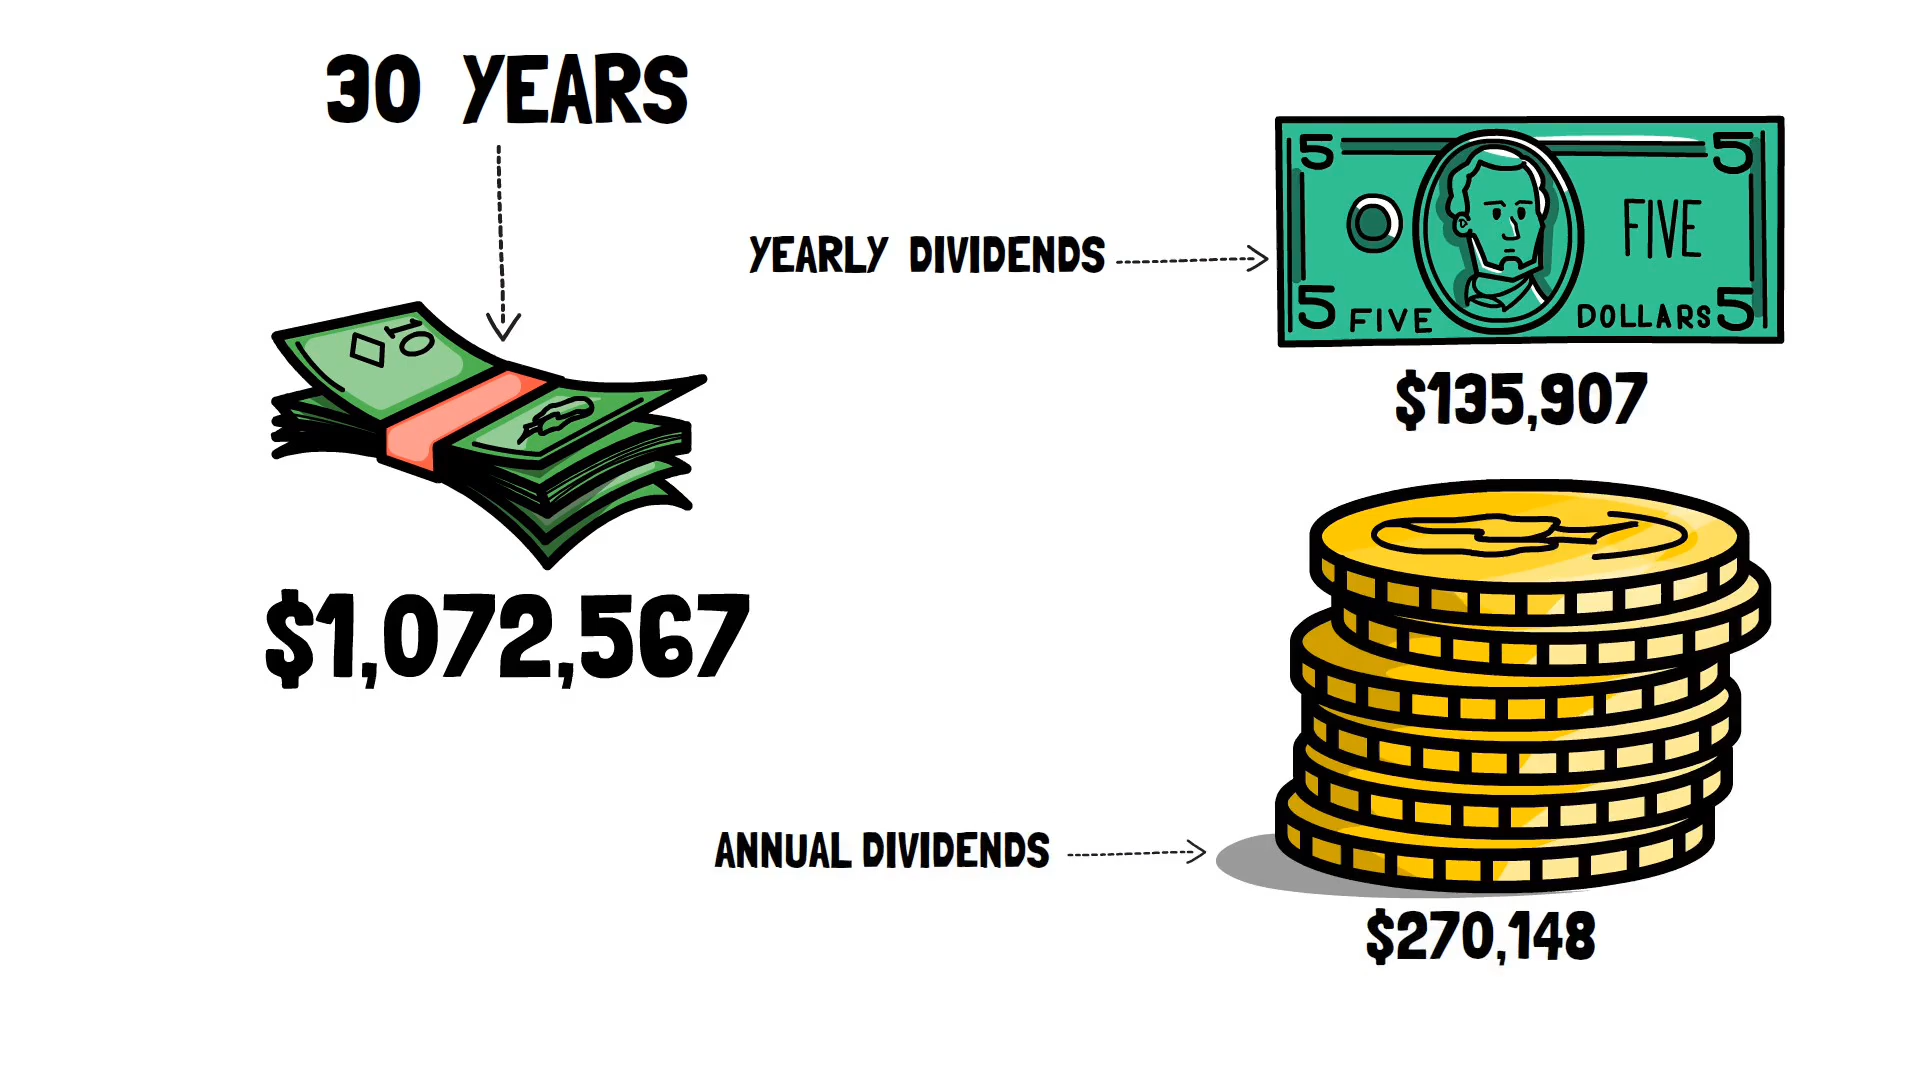 30 YEARS
$1,072,567
YEARLY DIVIDENDS
5 5
FIVE
5 FIVE DOLLARS 5
$135,907
ANNUAL DIVIDENDS
$270,148
10